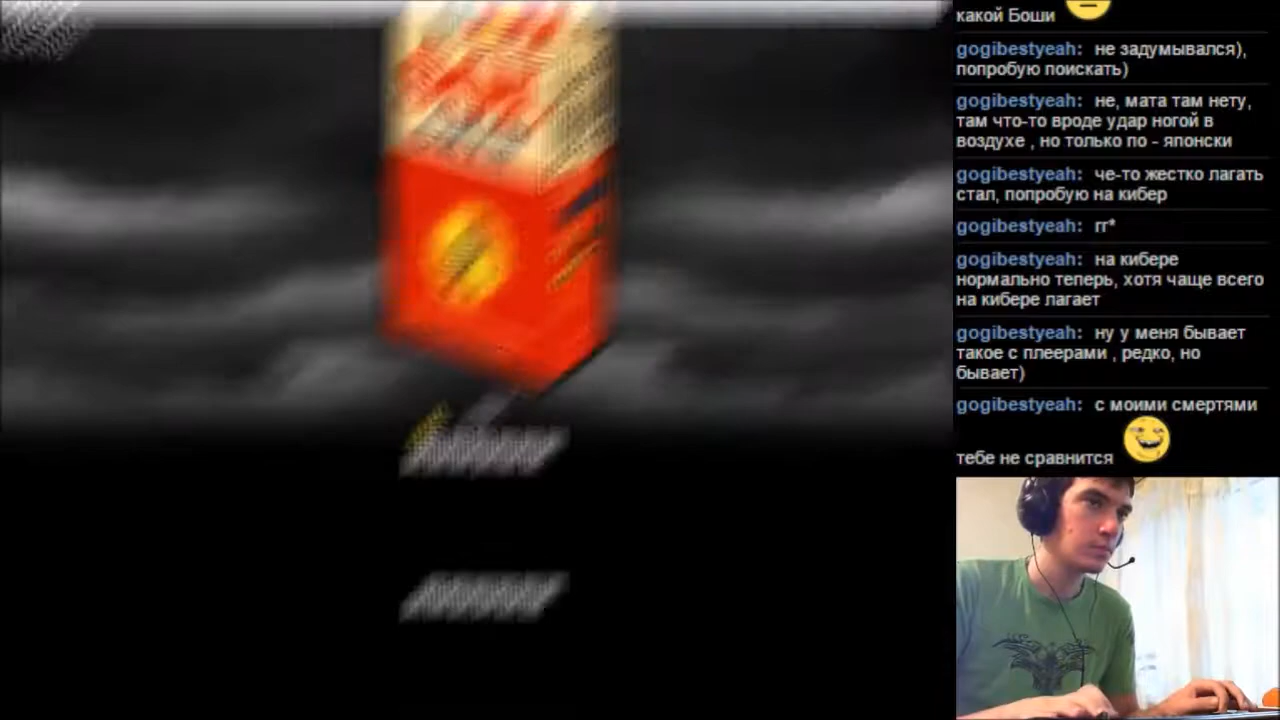 какой Боши
gogibestyeah: не задумывался),
попробую поискать)
gogibestyeah: не, мата там нету,
там что-то вроде удар ногой в
воздухе , но только по - японски
gogibestyeah: че-то жестко лагать
стал, попробую на кибер
gogibestyeah: гг*
gogibestyeah: на кибере
нормально теперь, хотя чаще всего
на кибере лагает
gogibestyeah: ну у меня бывает
такое с плеерами , редко, но
бывает)
gogibestyeah: с моими смертями
тебе не сравнится